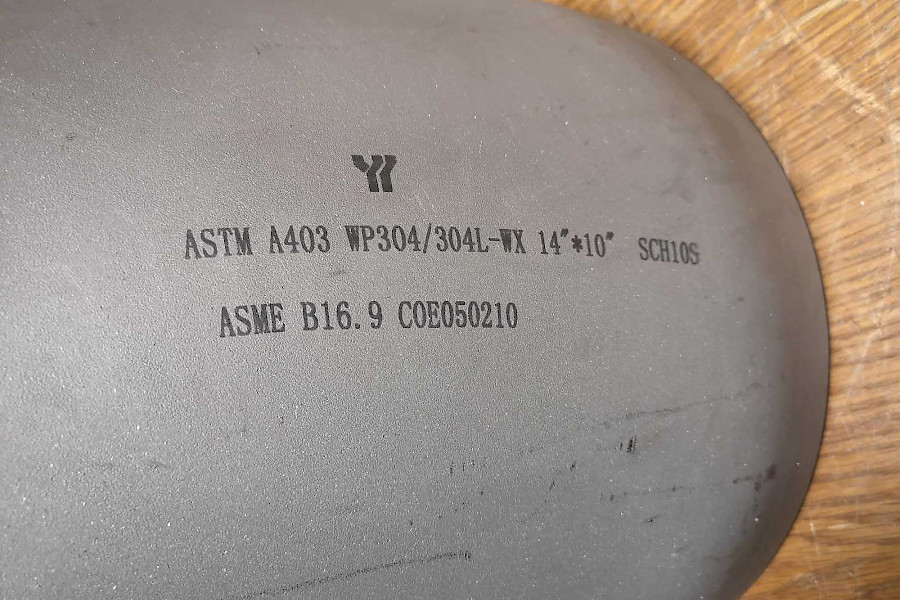 ASTM A403 WP304/304L-WX 14"*10" SCH10S
ASME B16.9 C0E050210